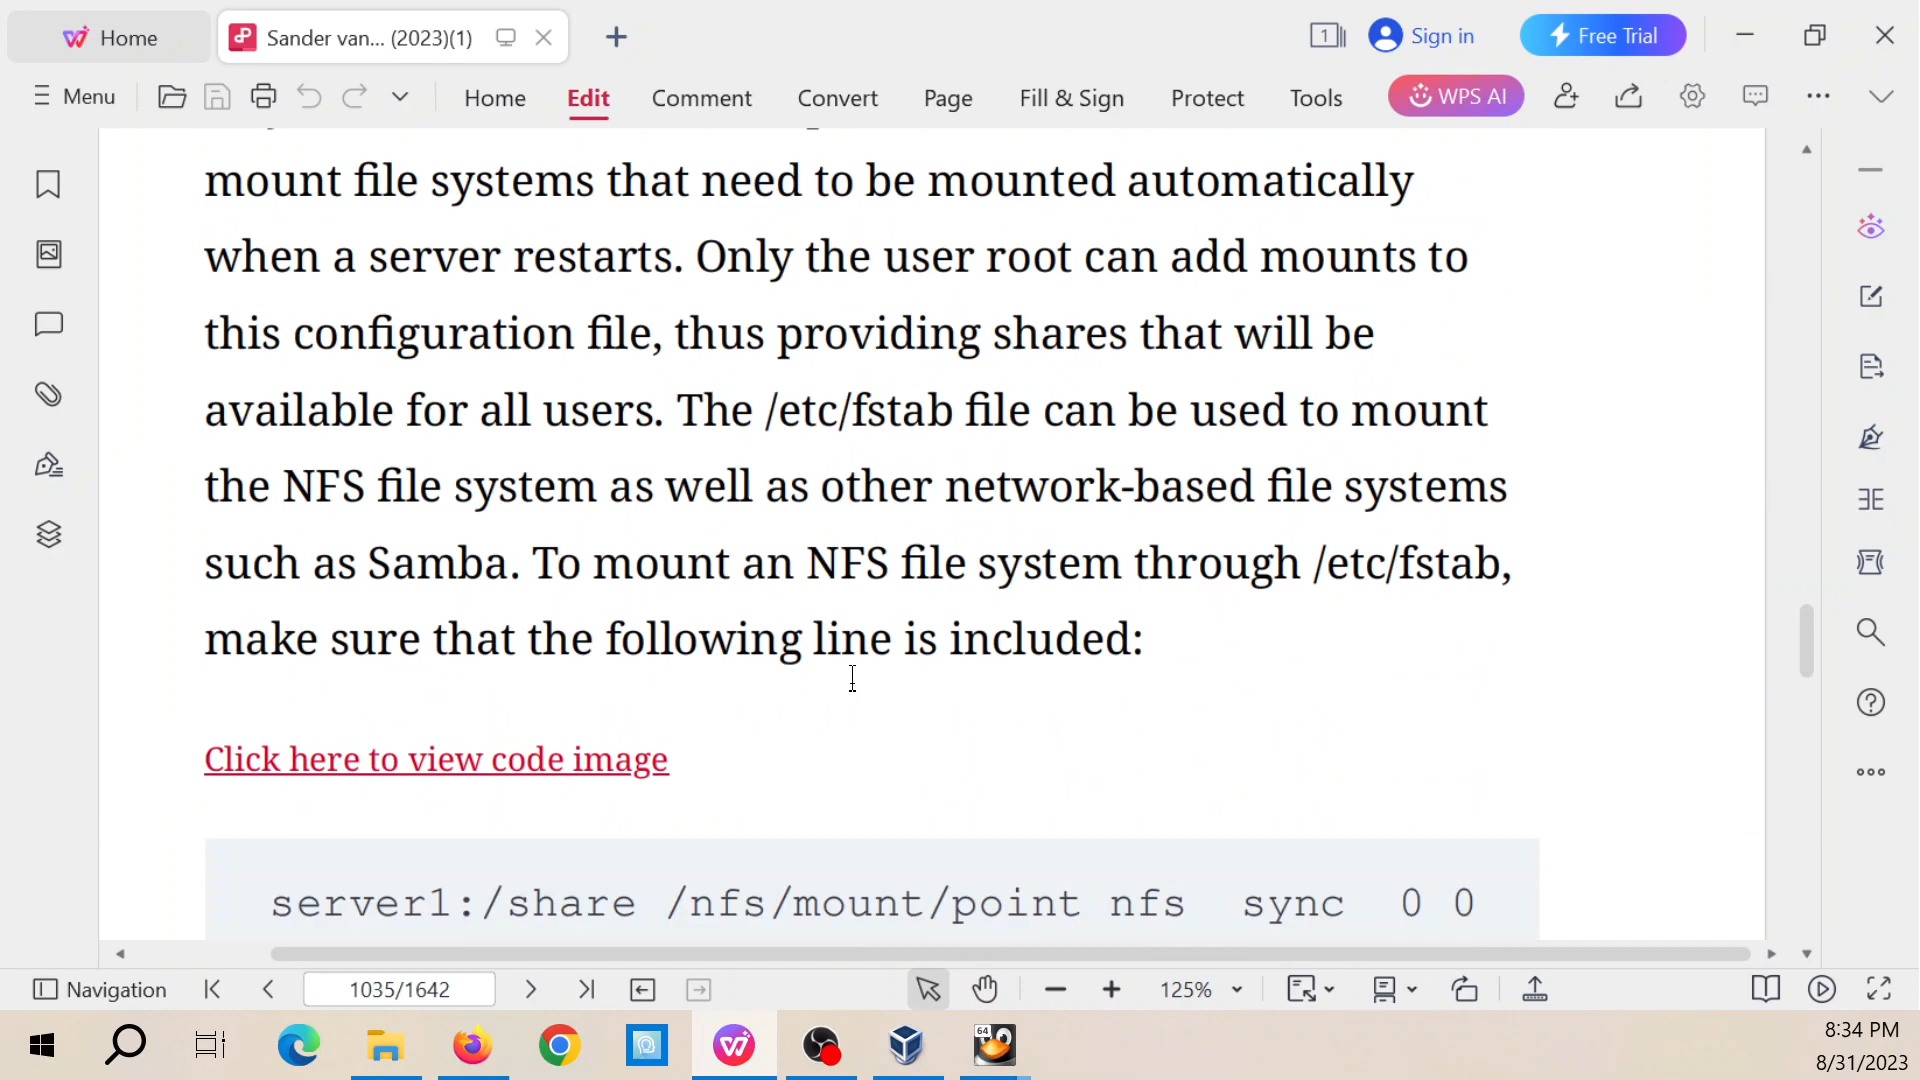 Home
Sander van... (2023)(1)
1
Sign in
Free Trial
Menu
Home
Edit
Comment
Convert
Page
Fill & Sign
Protect
Tools
WPS AI
mount file systems that need to be mounted automatically
when a server restarts. Only the user root can add mounts to
this configuration file, thus providing shares that will be
available for all users. The /etc/fstab file can be used to mount
the NFS file system as well as other network-based file systems
such as Samba. To mount an NFS file system through /etc/fstab,
make sure that the following line is included:
Click here to view code image
server1:/share /nfs/mount/point nfs  sync  0 0
Navigation
1035/1642
125%
64
8:34 PM
8/31/2023